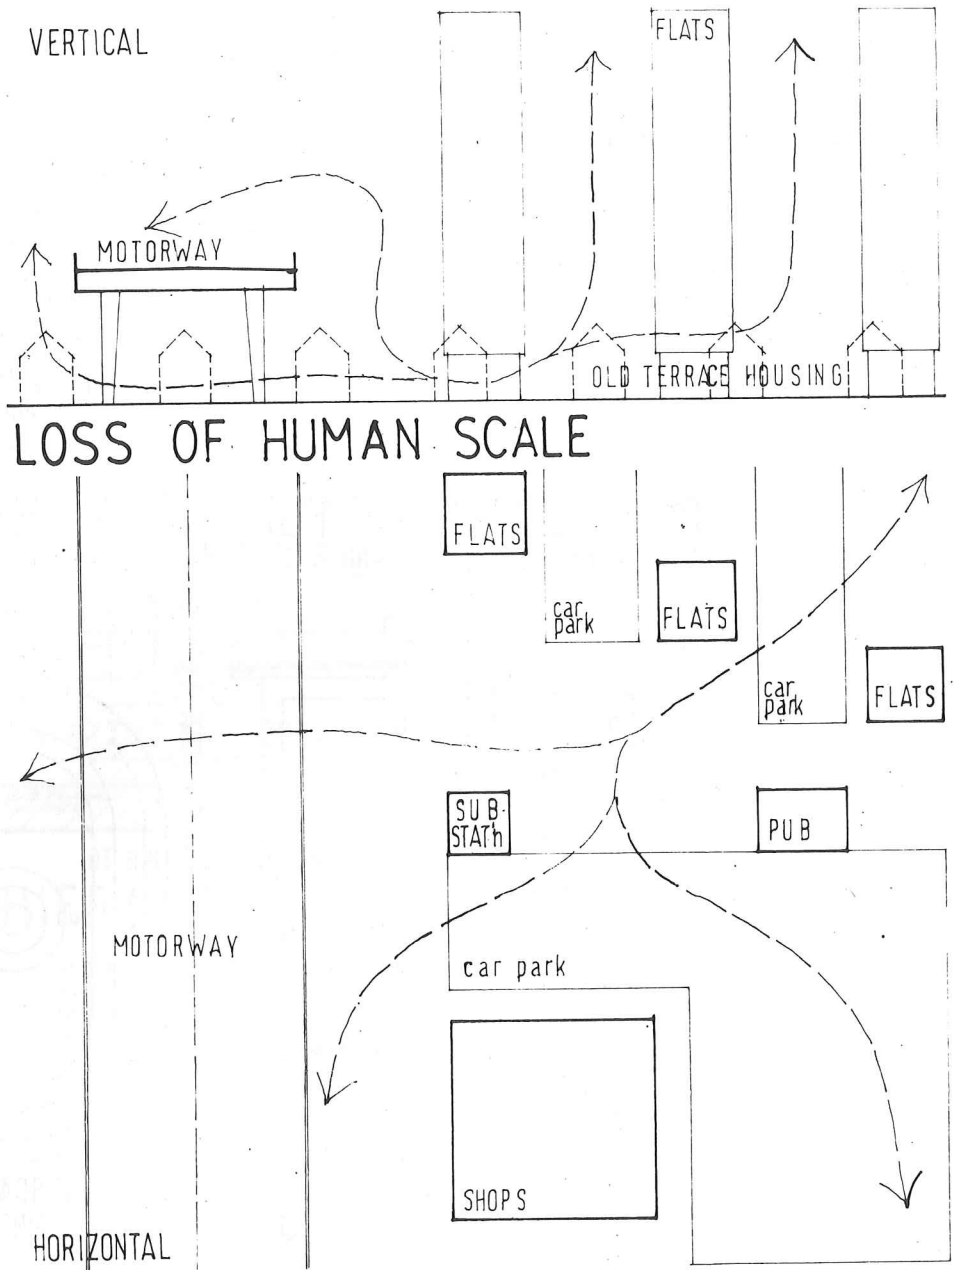 VERTICAL
FLATS
MOTORWAY
OLD TERRACE HOUSING
LOSS OF HUMAN SCALE
FLATS
car
park
FLATS
car
park
FLATS
SUB
STATn
PUB
MOTORWAY
car park
SHOPS
HORIZONTAL